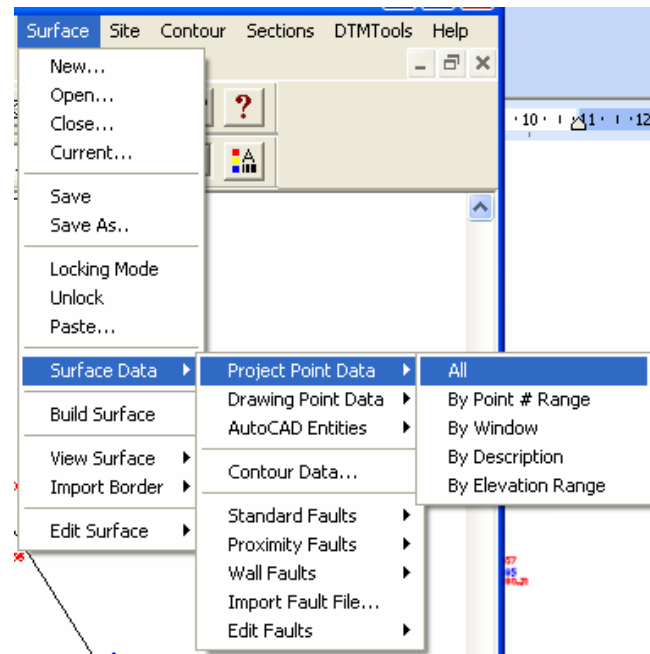 Surface Site Contour Sections DTMTools Help
New...
Open...
Close...
Current...
Save
Save As..
Locking Mode
Unlock
Paste...
Surface Data
Build Surface
View Surface
Import Border
Edit Surface
Project Point Data
Drawing Point Data
AutoCAD Entities
Contour Data...
Standard Faults
Proximity Faults
Wall Faults
Import Fault File...
Edit Faults
All
By Point # Range
By Window
By Description
By Elevation Range
?
A
10 11 12